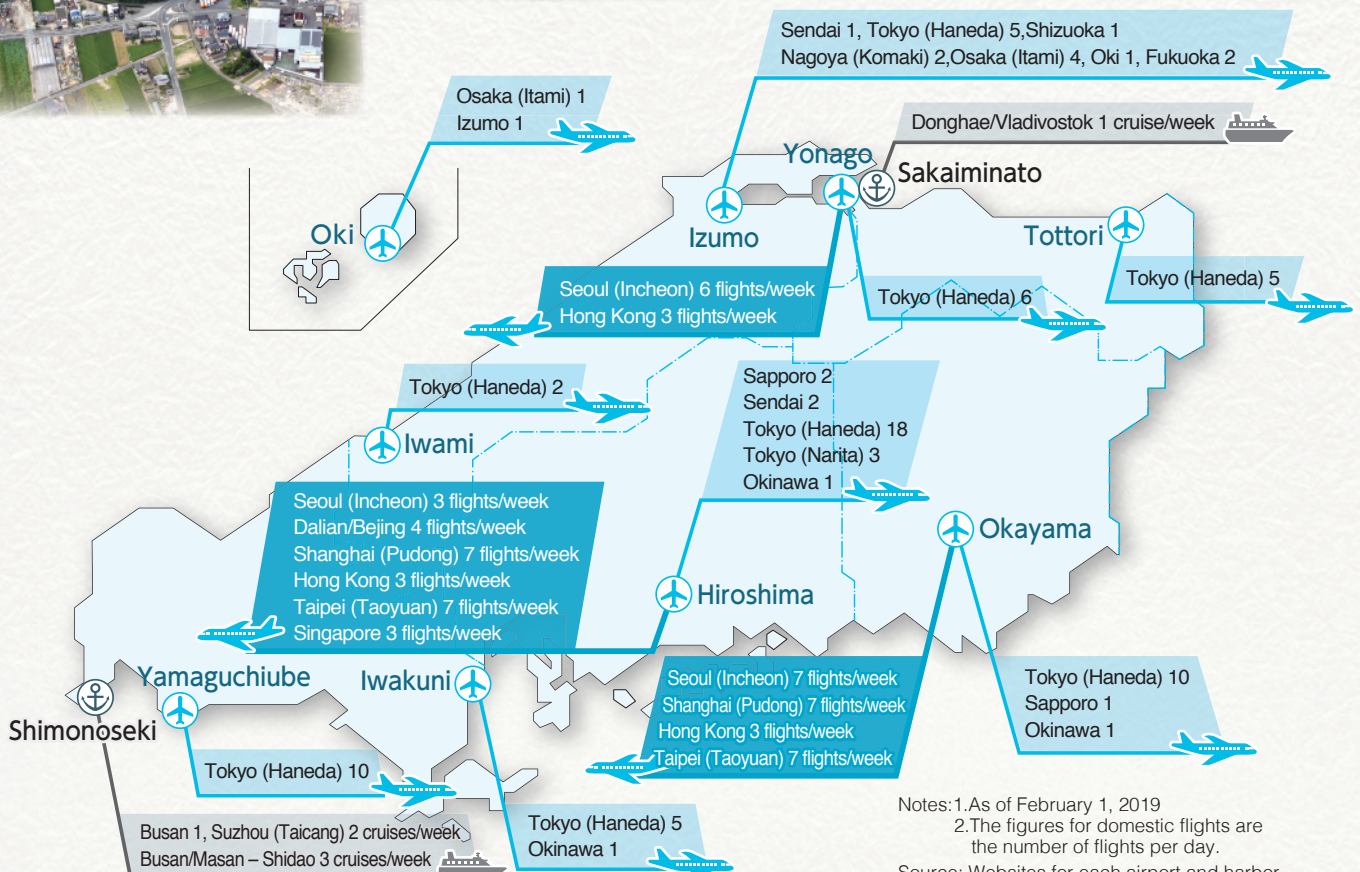 Sendai 1, Tokyo (Haneda) 5,Shizuoka 1
Nagoya (Komaki) 2,Osaka (Itami) 4, Oki 1, Fukuoka 2
Osaka (Itami) 1
Izumo 1
Donghae/Vladivostok 1 cruise/week
Yonago
Sakaiminato
Oki
Izumo
Tottori
Seoul (Incheon) 6 flights/week
Hong Kong 3 flights/week
Tokyo (Haneda) 6
Tokyo (Haneda) 5
Tokyo (Haneda) 2
Iwami
Sapporo 2
Sendai 2
Tokyo (Haneda) 18
Tokyo (Narita) 3
Okinawa 1
Seoul (Incheon) 3 flights/week
Dalian/Bejing 4 flights/week
Shanghai (Pudong) 7 flights/week
Hong Kong 3 flights/week
Taipei (Taoyuan) 7 flights/week
Singapore 3 flights/week
Okayama
Hiroshima
Yamaguchiube
Iwakuni
Shimonoseki
Seoul (Incheon) 7 flights/week
Shanghai (Pudong) 7 flights/week
Hong Kong 3 flights/week
Taipei (Taoyuan) 7 flights/week
Tokyo (Haneda) 10
Sapporo 1
Okinawa 1
Tokyo (Haneda) 10
Busan 1, Suzhou (Taicang) 2 cruises/week
Busan/Masan – Shidao 3 cruises/week
Tokyo (Haneda) 5
Okinawa 1
Notes:1.As of February 1, 2019
2.The figures for domestic flights are
the number of flights per day.
Source: Websites for each airport and harbor